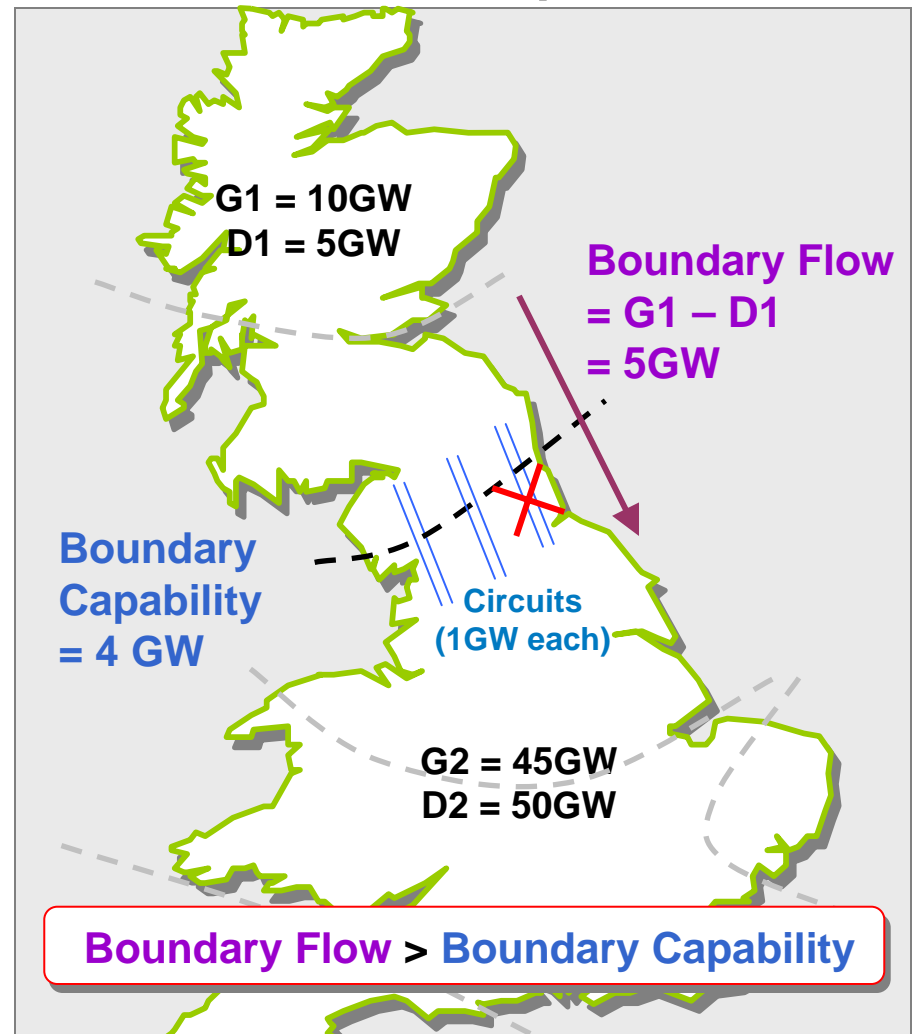 G1 = 10GW
D1 = 5GW
Boundary Flow
= G1 – D1
= 5GW
Boundary
Capability
= 4 GW
Circuits
(1GW each)
G2 = 45GW
D2 = 50GW
Boundary Flow > Boundary Capability